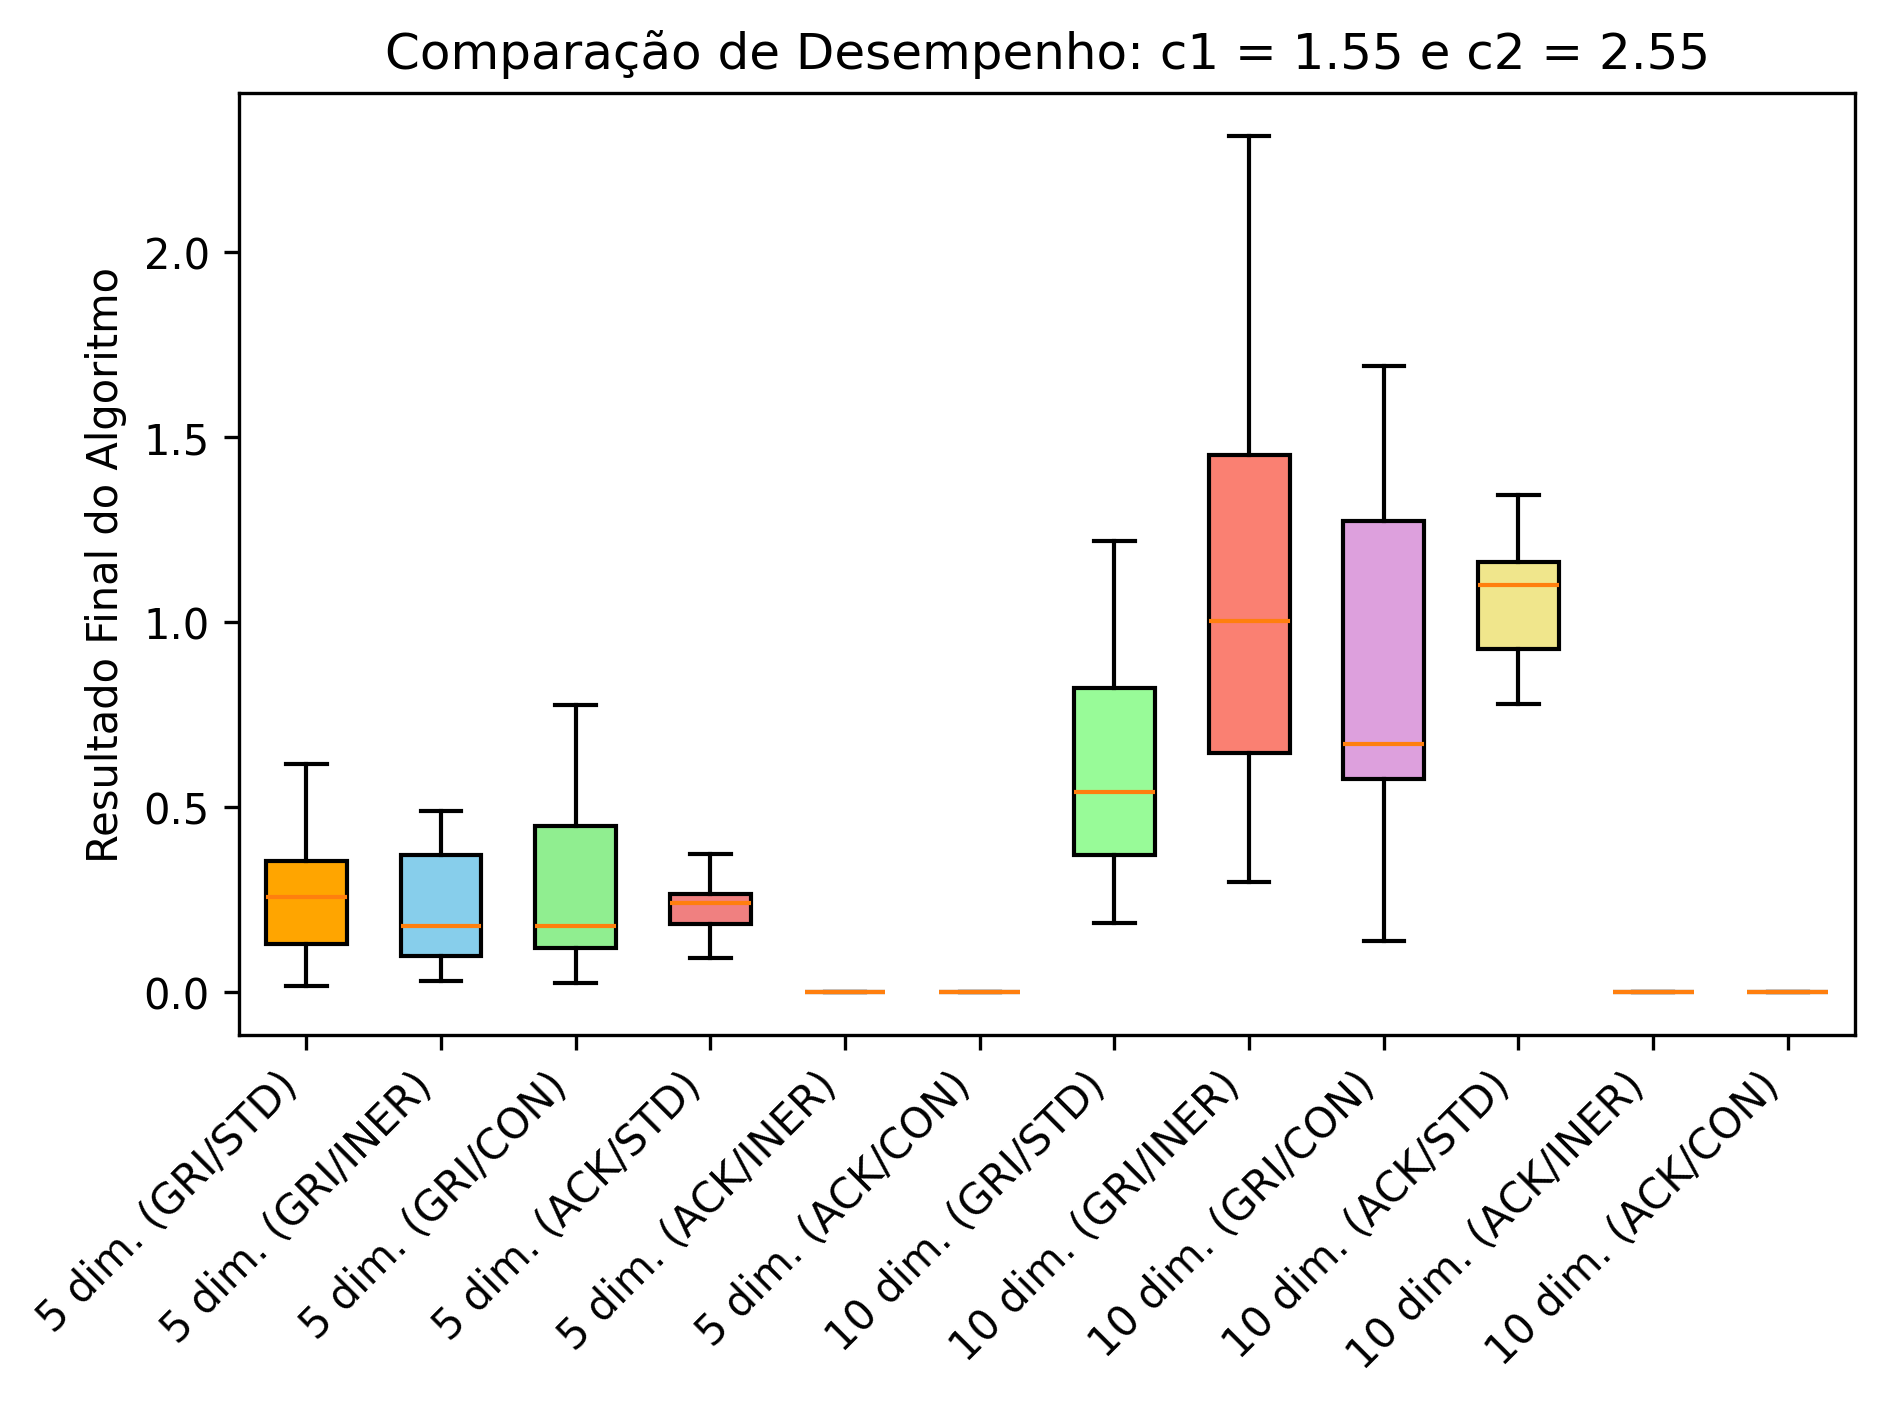 Comparação de Desempenho: c1 = 1.55 e c2 = 2.55
Resultado Final do Algoritmo
2.0
1.5
1.0
0.5
0.0
5 dim. (GRI/STD)
5 dim. (GRI/INER)
5 dim. (GRI/CON)
5 dim. (ACK/STD)
5 dim. (ACK/INER)
5 dim. (ACK/CON)
10 dim. (GRI/STD)
10 dim. (GRI/INER)
10 dim. (GRI/CON)
10 dim. (ACK/STD)
10 dim. (ACK/INER)
10 dim. (ACK/CON)